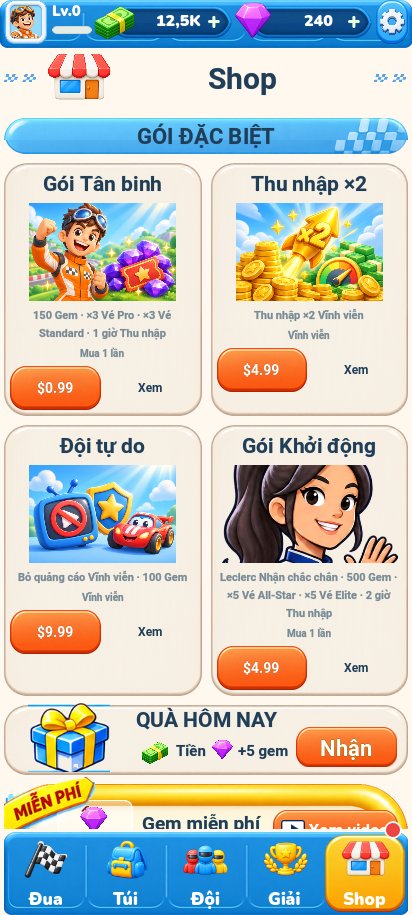 Lv.0
12,5K +
240 +
Shop
GÓI ĐẶC BIỆT
Gói Tân binh
150 Gem · ×3 Vé Pro · ×3 Vé
Standard · 1 giờ Thu nhập
Mua 1 lần
$0.99
Xem
Thu nhập ×2
×2
Thu nhập ×2 Vĩnh viễn
Vĩnh viễn
$4.99
Xem
Đội tự do
Bỏ quảng cáo Vĩnh viễn · 100 Gem
Vĩnh viễn
$9.99
Xem
Gói Khởi động
Leclerc Nhận chắc chắn · 500 Gem ·
×5 Vé All-Star · ×5 Vé Elite · 2 giờ
Thu nhập
Mua 1 lần
$4.99
Xem
QUÀ HÔM NAY
Tiền +5 gem
Nhận
MIỄN PHÍ
Gem miễn phí
Xem video
Đua
Túi
Đội
Giải
Shop